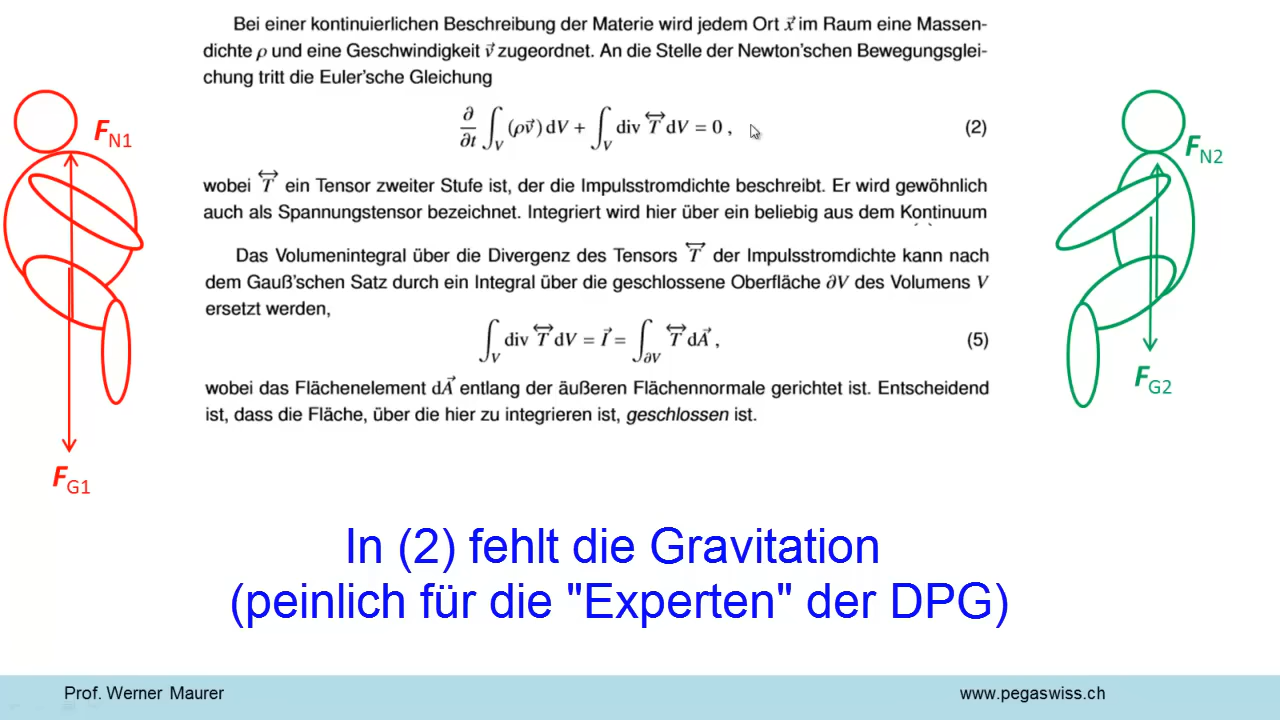 Bei einer kontinuierlichen Beschreibung der Materie wird jedem Ort x⃗ im Raum eine Massen-
dichte ρ und eine Geschwindigkeit v⃗ zugeordnet. An die Stelle der Newton'schen Bewegungsglei-
chung tritt die Euler'sche Gleichung
∂/∂t ∫_V (ρv⃗) dV + ∫_V div T⃡ dV = 0 , (2)
wobei T⃡ ein Tensor zweiter Stufe ist, der die Impulsstromdichte beschreibt. Er wird gewöhnlich
auch als Spannungstensor bezeichnet. Integriert wird hier über ein beliebig aus dem Kontinuum
Das Volumenintegral über die Divergenz des Tensors T⃡ der Impulsstromdichte kann nach
dem Gauß'schen Satz durch ein Integral über die geschlossene Oberfläche ∂V des Volumens V
ersetzt werden,
∫_V div T⃡ dV = I⃗ = ∫_∂V T⃡ dA⃗ , (5)
wobei das Flächenelement dA⃗ entlang der äußeren Flächennormale gerichtet ist. Entscheidend
ist, dass die Fläche, über die hier zu integrieren ist, geschlossen ist.
F_N1
F_G1
F_N2
F_G2
In (2) fehlt die Gravitation
(peinlich für die "Experten" der DPG)
Prof. Werner Maurer
www.pegaswiss.ch